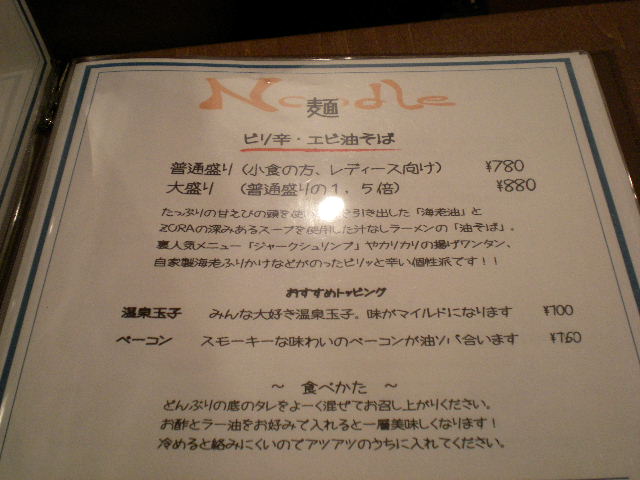 Noodle
麺
ピリ辛・エビ油そば
普通盛り（小食の方、レディース向け） ¥780
大盛り （普通盛りの１．５倍） ¥880
たっぷりの甘えびの頭を使 き引き出した「海老油」と
ZORAの深みあるスープを使用した汁なしラーメンの「油そば」。
裏人気メニュー「ジャークシュリンプ」やカリカリの揚げワンタン、
自家製海老ふりかけなどがのったピリッと辛い個性派です！！
おすすめトッピング
温泉玉子 みんな大好き温泉玉子。味がマイルドになります ¥100
ベーコン スモーキーな味わいのベーコンが油ソバ合います ¥150
～ 食べかた ～
どんぶりの底のタレをよーく混ぜてお召し上がりください。
お酢とラー油をお好みで入れると一層美味しくなります！
冷めると絡みにくいのでアツアツのうちに入れてください。